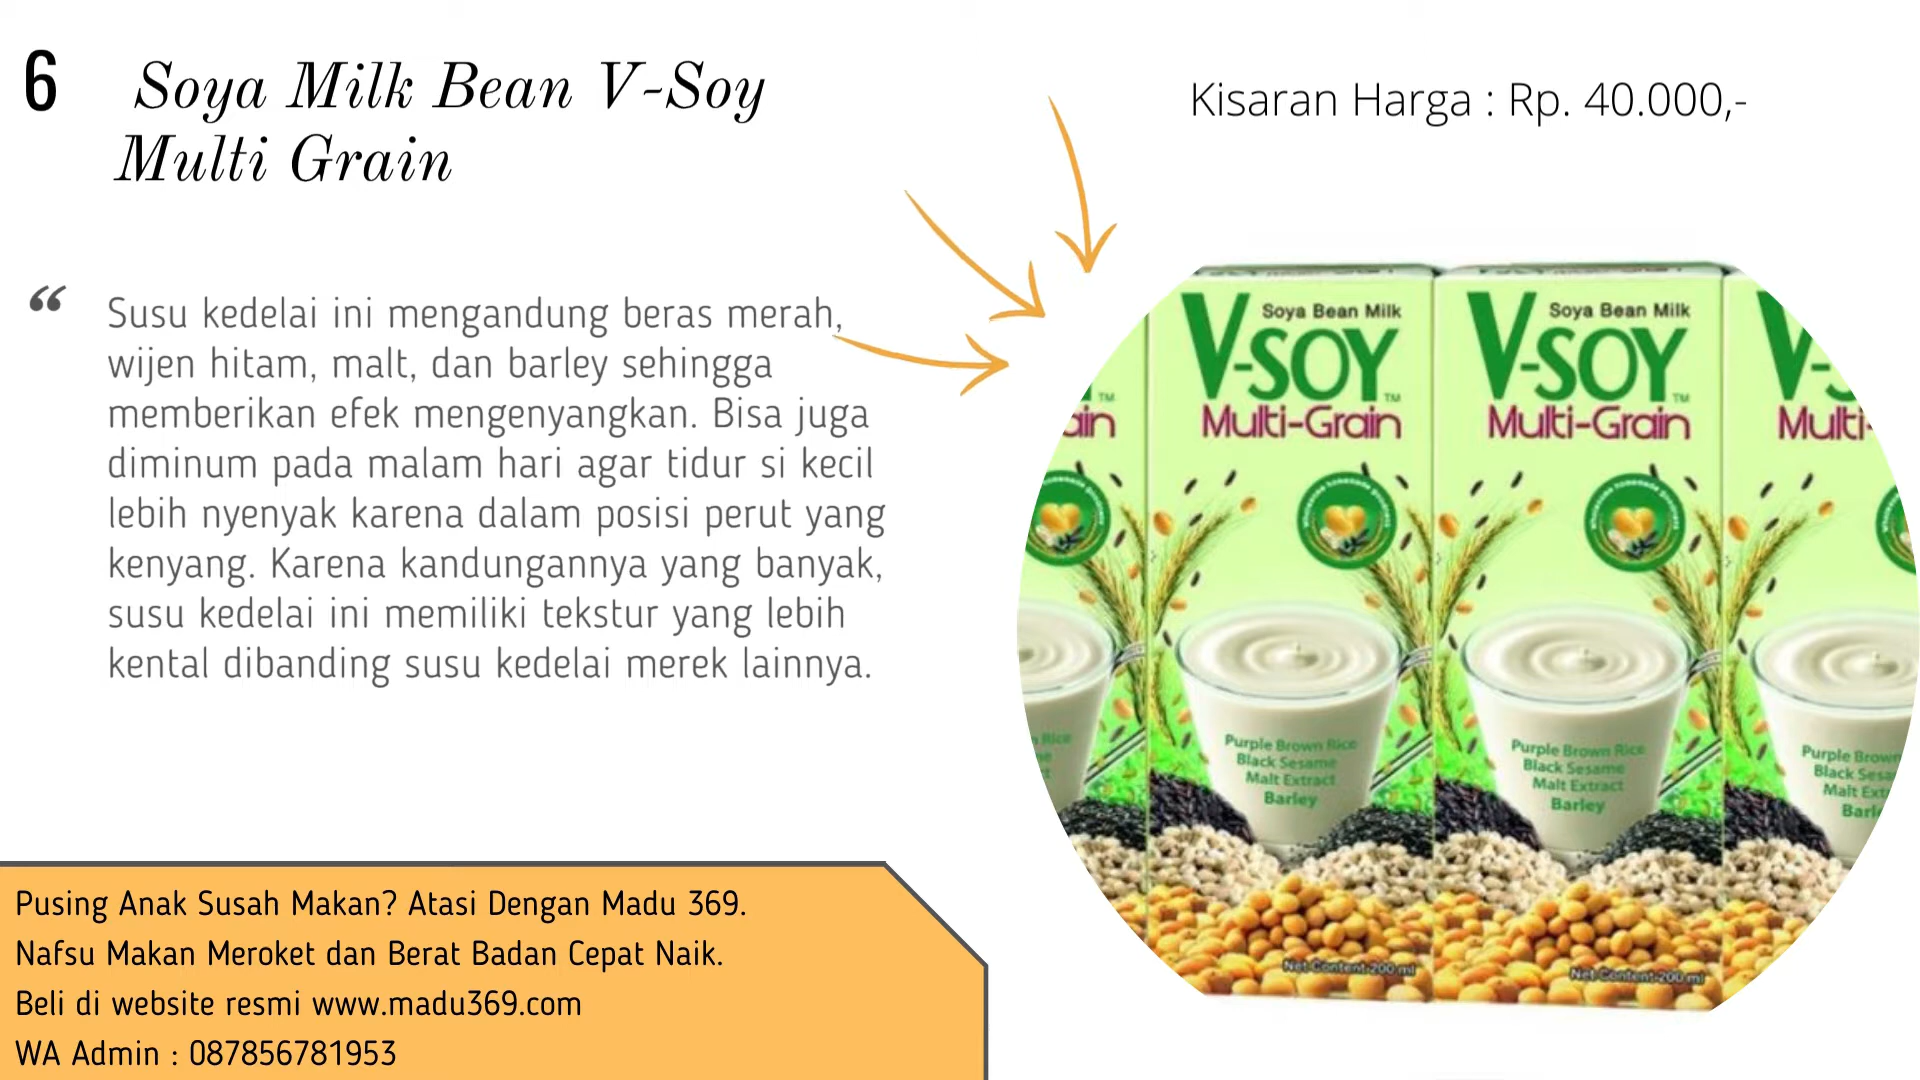 6 Soya Milk Bean V-Soy
Multi Grain
Kisaran Harga : Rp. 40.000,-
“ Susu kedelai ini mengandung beras merah,
wijen hitam, malt, dan barley sehingga
memberikan efek mengenyangkan. Bisa juga
diminum pada malam hari agar tidur si kecil
lebih nyenyak karena dalam posisi perut yang
kenyang. Karena kandungannya yang banyak,
susu kedelai ini memiliki tekstur yang lebih
kental dibanding susu kedelai merek lainnya.
Soya Bean Milk
V-SOY™
Multi-Grain
Purple Brown Rice
Black Sesame
Malt Extract
Barley
Net Content:200 ml
Soya Bean Milk
V-SOY™
Multi-Grain
Purple Brown Rice
Black Sesame
Malt Extract
Barley
Net Content:200 ml
Purple Brown
Pusing Anak Susah Makan? Atasi Dengan Madu 369.
Nafsu Makan Meroket dan Berat Badan Cepat Naik.
Beli di website resmi www.madu369.com
WA Admin : 087856781953